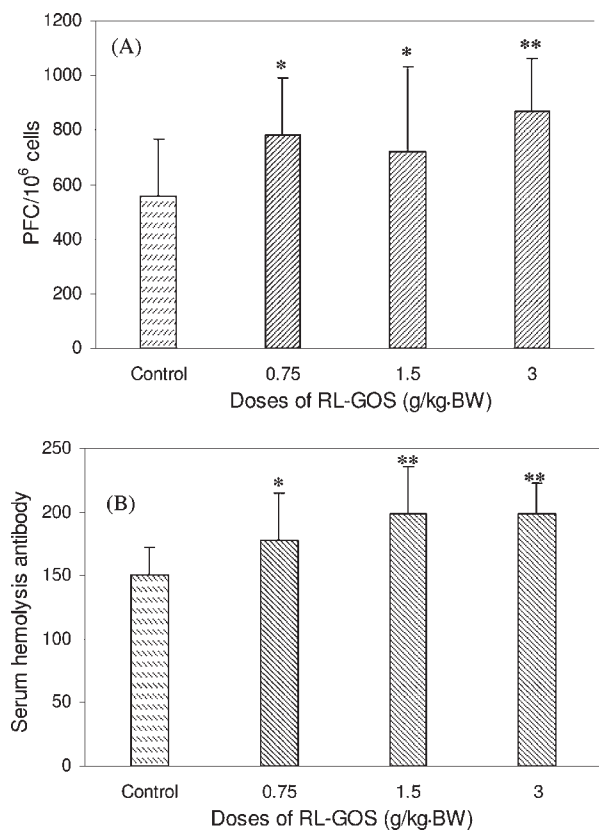 (A)
PFC/10⁶ cells
1200
1000
800
600
400
200
0
* * **
Control 0.75 1.5 3
Doses of RL-GOS (g/kg·BW)
(B)
Serum hemolysis antibody
250
200
150
100
50
0
* ** **
Control 0.75 1.5 3
Doses of RL-GOS (g/kg·BW)